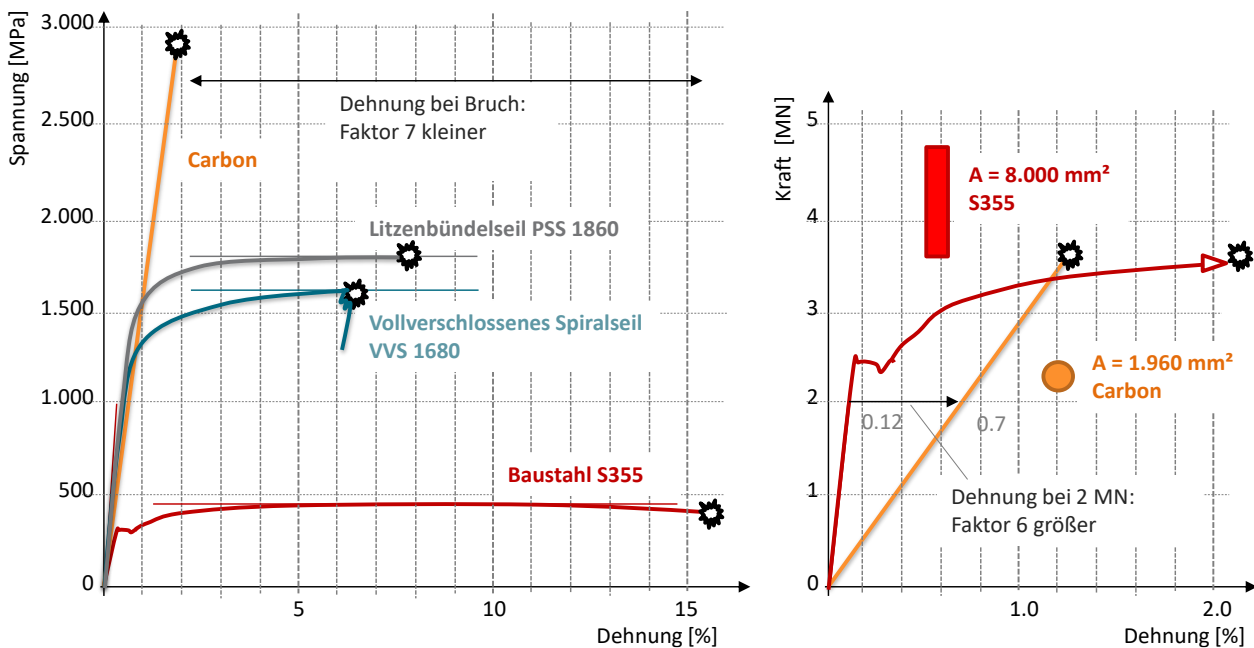 Spannung [MPa]
3.000
2.500
2.000
1.500
1.000
500
0
5
10
15
Dehnung [%]
Dehnung bei Bruch:
Faktor 7 kleiner
Carbon
Litzenbündelseil PSS 1860
Vollverschlossenes Spiralseil
VVS 1680
Baustahl S355
Kraft [MN]
5
4
3
2
1
0
1.0
2.0
Dehnung [%]
A = 8.000 mm²
S355
A = 1.960 mm²
Carbon
0.12
0.7
Dehnung bei 2 MN:
Faktor 6 größer